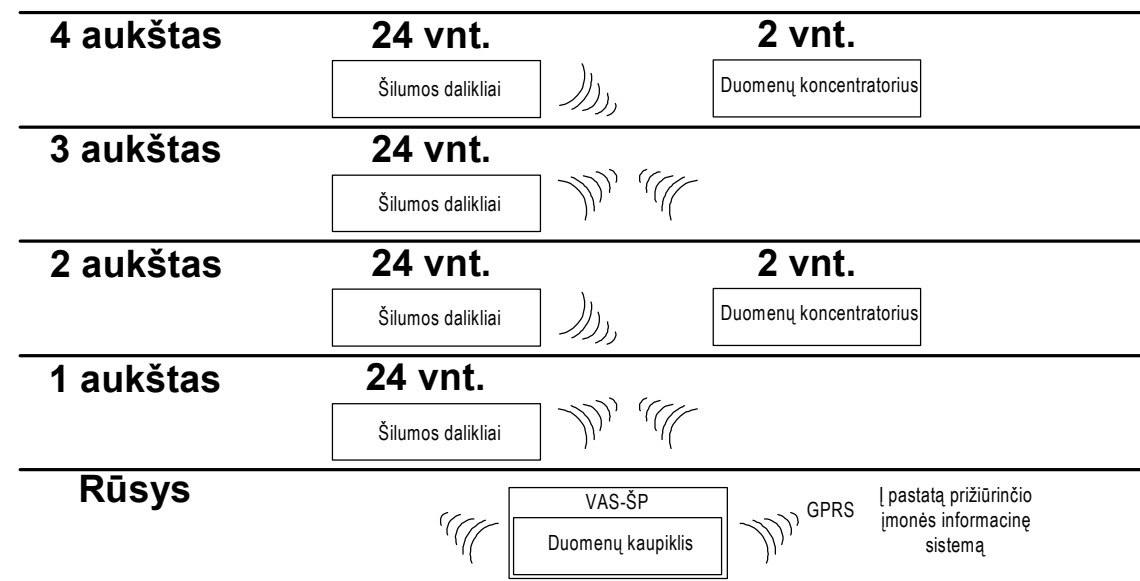 4 aukštas 24 vnt. 2 vnt.
Šilumos dalikliai Duomenų koncentratorius
3 aukštas 24 vnt.
Šilumos dalikliai
2 aukštas 24 vnt. 2 vnt.
Šilumos dalikliai Duomenų koncentratorius
1 aukštas 24 vnt.
Šilumos dalikliai
Rūsys
VAS-ŠP
Duomenų kaupiklis
GPRS
Į pastatą prižiūrinčio
įmonės informacinę
sistemą